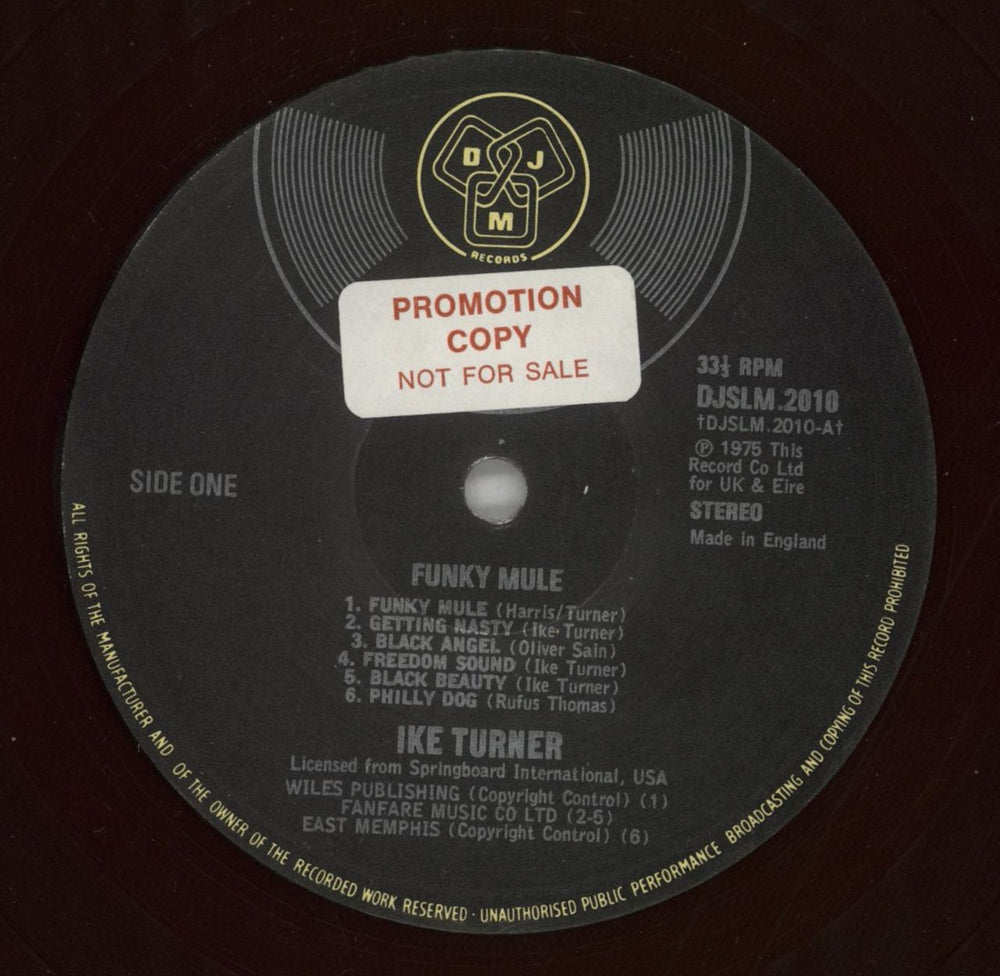 D J
M
RECORDS
PROMOTION
COPY
NOT FOR SALE
33⅓ RPM
DJSLM.2010
†DJSLM.2010-A†
℗ 1975 This
Record Co Ltd
for UK & Eire
STEREO
Made in England
SIDE ONE
FUNKY MULE
1. FUNKY MULE (Harris/Turner)
2. GETTING NASTY (Ike Turner)
3. BLACK ANGEL (Oliver Sain)
4. FREEDOM SOUND (Ike Turner)
5. BLACK BEAUTY (Ike Turner)
6. PHILLY DOG (Rufus Thomas)
IKE TURNER
Licensed from Springboard International, USA
WILES PUBLISHING (Copyright Control) (1)
FANFARE MUSIC CO LTD (2-5)
EAST MEMPHIS (Copyright Control) (6)
ALL RIGHTS OF THE MANUFACTURER AND OF THE OWNER OF THE RECORDED WORK RESERVED · UNAUTHORISED PUBLIC PERFORMANCE BROADCASTING AND COPYING OF THIS RECORD PROHIBITED